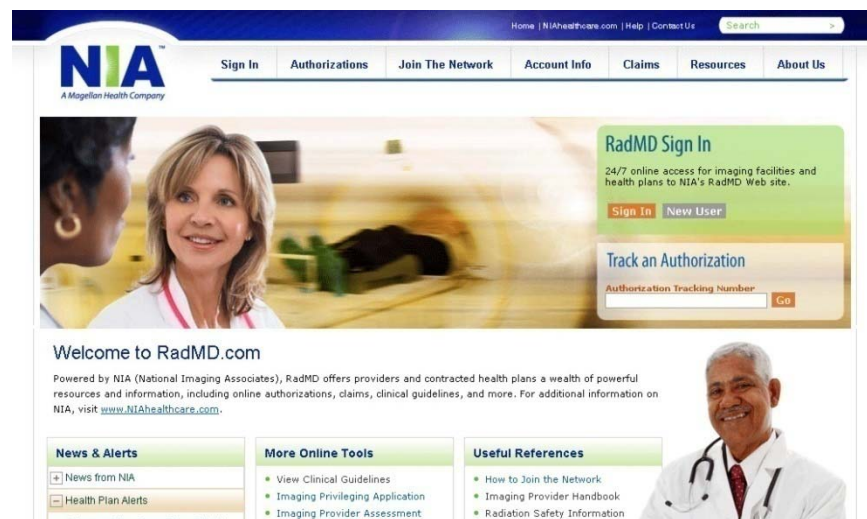 Home | NIAhealthcare.com | Help | Contact Us
Search >
NIA™
A Magellan Health Company
Sign In
Authorizations
Join The Network
Account Info
Claims
Resources
About Us
RadMD Sign In
24/7 online access for imaging facilities and
health plans to NIA's RadMD Web site.
Sign In New User
Track an Authorization
Authorization Tracking Number
Go
Welcome to RadMD.com
Powered by NIA (National Imaging Associates), RadMD offers providers and contracted health plans a wealth of powerful
resources and information, including online authorizations, claims, clinical guidelines, and more. For additional information on
NIA, visit www.NIAhealthcare.com.
News & Alerts
+ News from NIA
− Health Plan Alerts
More Online Tools
• View Clinical Guidelines
• Imaging Privileging Application
• Imaging Provider Assessment
Useful References
• How to Join the Network
• Imaging Provider Handbook
• Radiation Safety Information